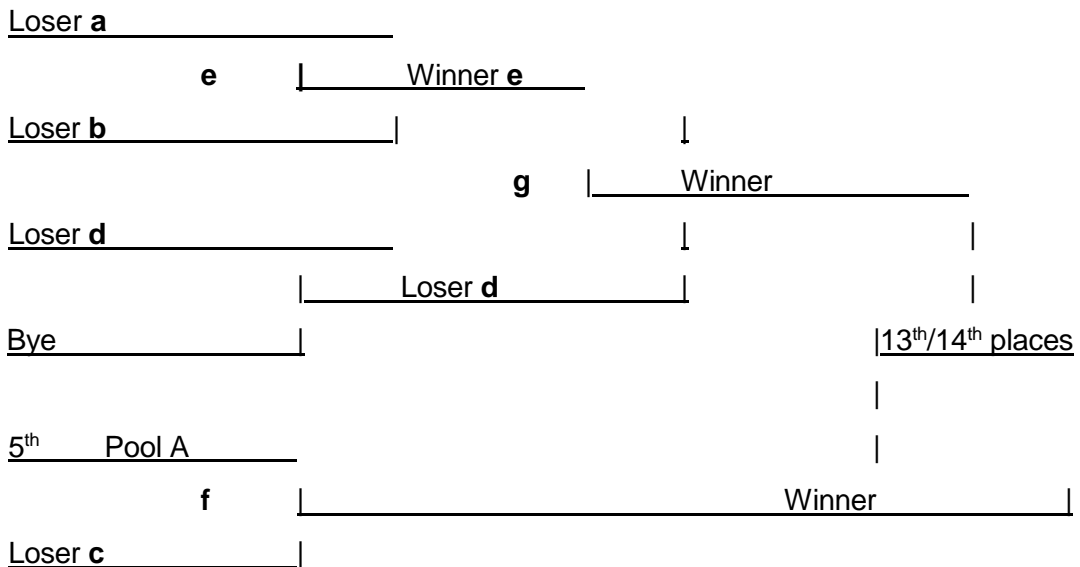 Loser a
e Winner e
Loser b
g Winner
Loser d
Loser d
Bye 13th/14th places
5th Pool A
f Winner
Loser c